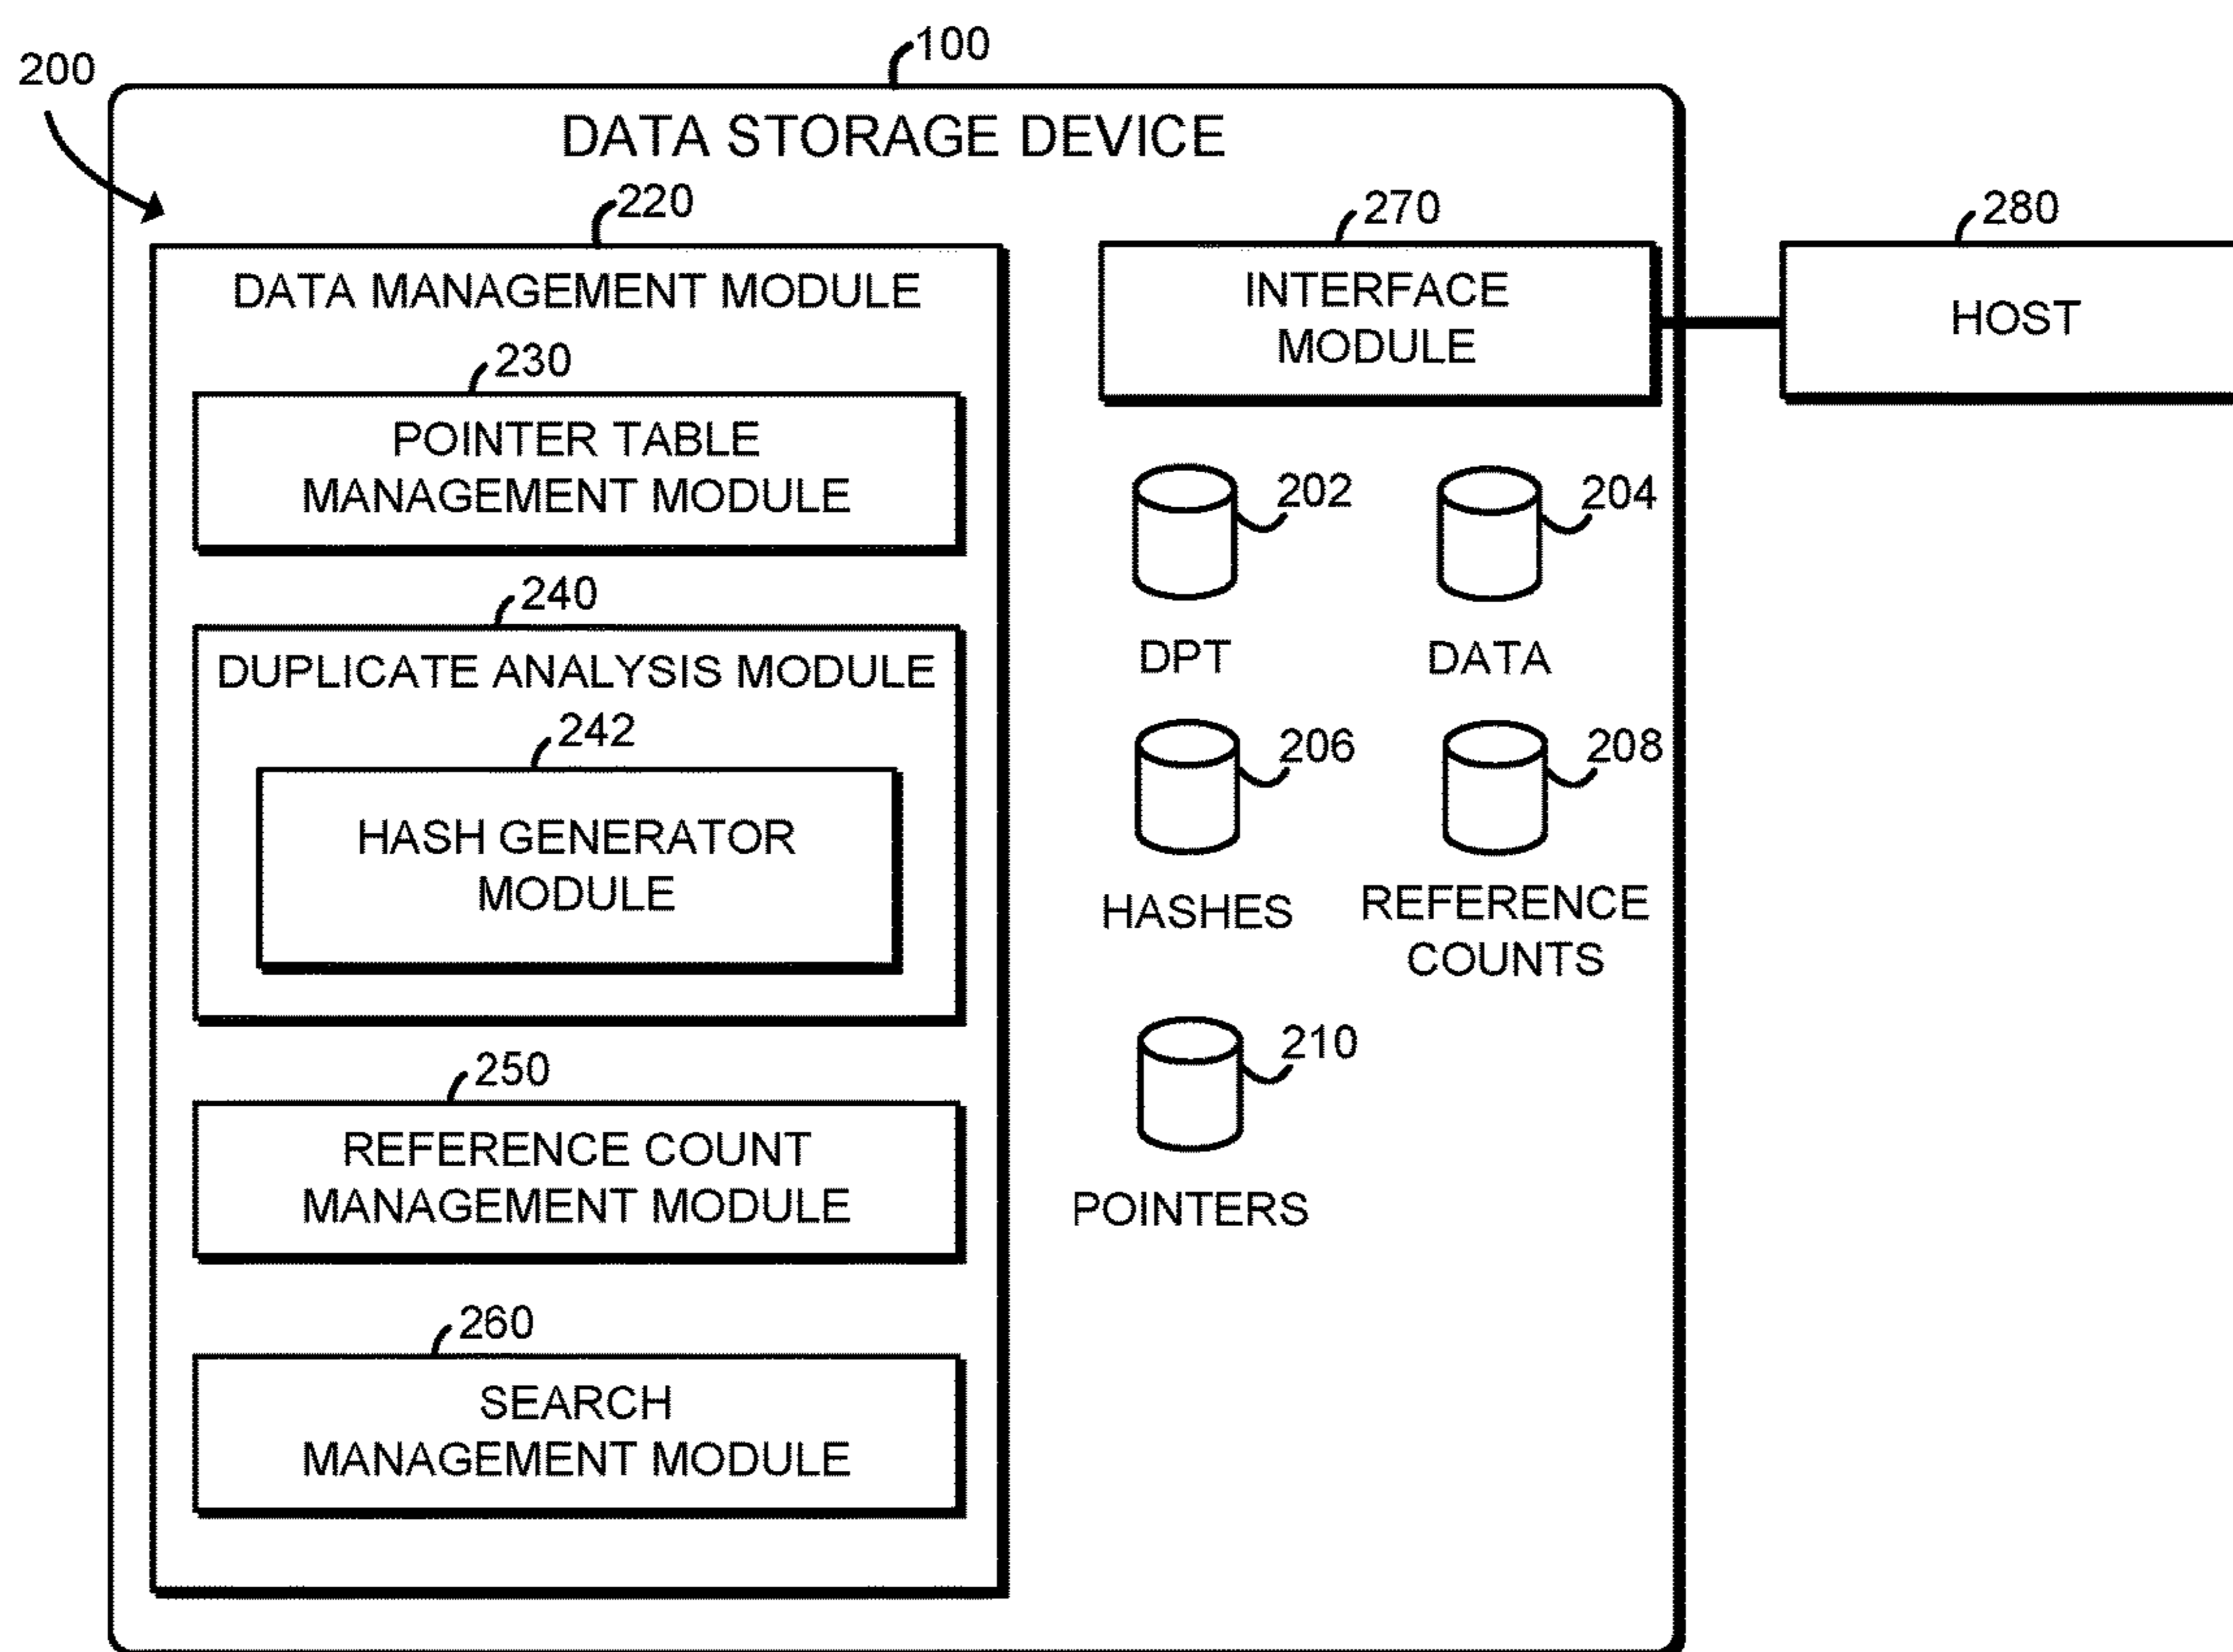 200
100
DATA STORAGE DEVICE
220
DATA MANAGEMENT MODULE
230
POINTER TABLE
MANAGEMENT MODULE
240
DUPLICATE ANALYSIS MODULE
242
HASH GENERATOR
MODULE
250
REFERENCE COUNT
MANAGEMENT MODULE
260
SEARCH
MANAGEMENT MODULE
270
INTERFACE
MODULE
280
HOST
202
DPT
204
DATA
206
HASHES
208
REFERENCE
COUNTS
210
POINTERS